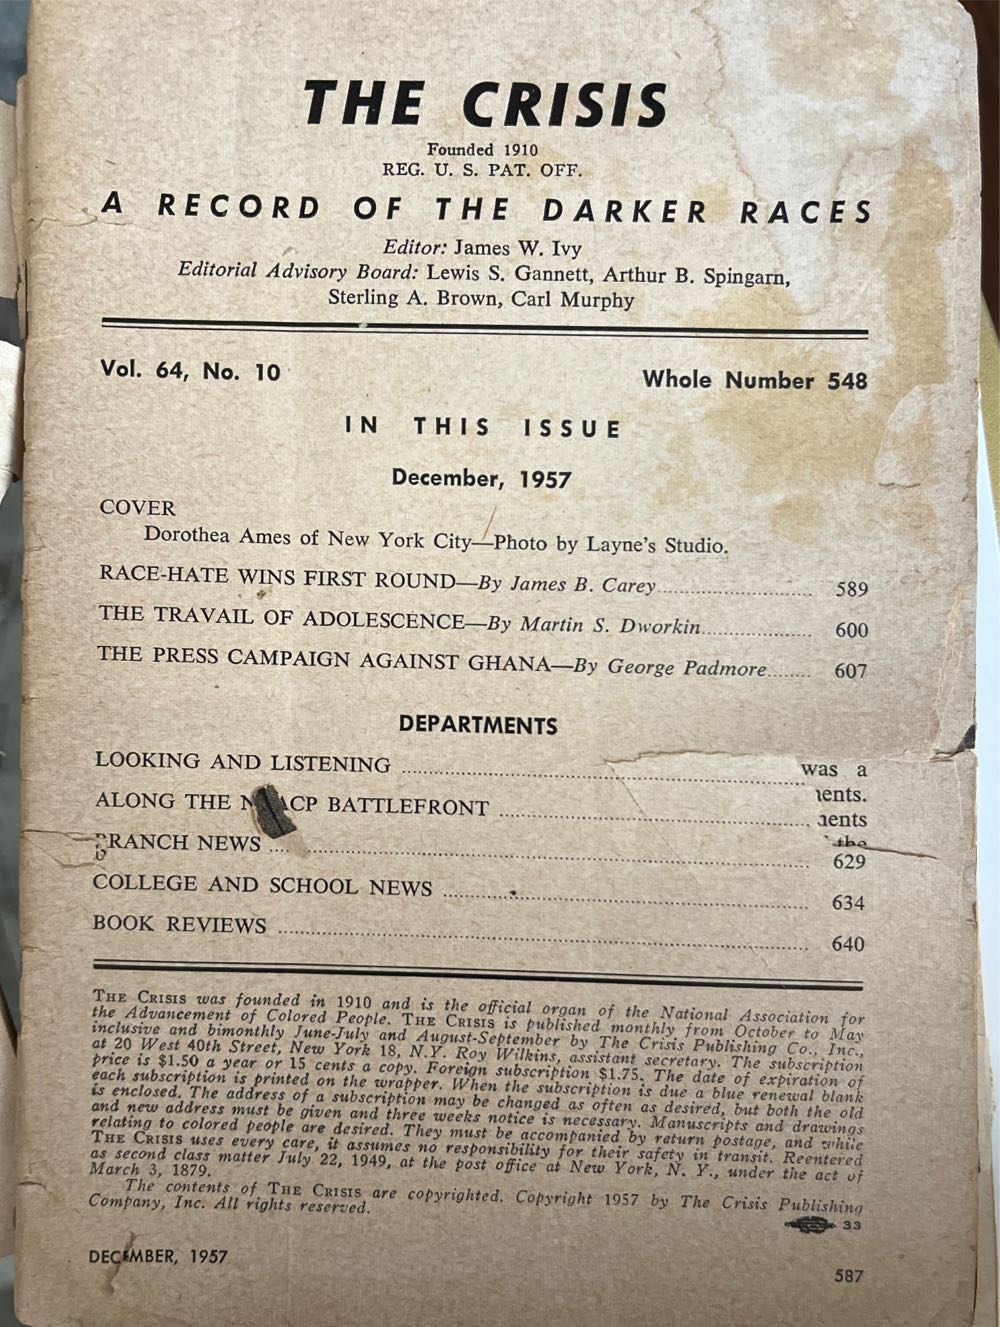 THE CRISIS
Founded 1910
REG. U. S. PAT. OFF.
A RECORD OF THE DARKER RACES
Editor: James W. Ivy
Editorial Advisory Board: Lewis S. Gannett, Arthur B. Spingarn,
Sterling A. Brown, Carl Murphy
Vol. 64, No. 10 Whole Number 548
IN THIS ISSUE
December, 1957
COVER
Dorothea Ames of New York City—Photo by Layne's Studio.
RACE-HATE WINS FIRST ROUND—By James B. Carey.............................. 589
THE TRAVAIL OF ADOLESCENCE—By Martin S. Dworkin..................... 600
THE PRESS CAMPAIGN AGAINST GHANA—By George Padmore........ 607
DEPARTMENTS
LOOKING AND LISTENING .......... was a
ents.
ALONG THE NAACP BATTLEFRONT .......... ents
the
BRANCH NEWS .......... 629
COLLEGE AND SCHOOL NEWS .......... 634
BOOK REVIEWS .......... 640
THE CRISIS was founded in 1910 and is the official organ of the National Association for
the Advancement of Colored People. THE CRISIS is published monthly from October to May
inclusive and bimonthly June-July and August-September by The Crisis Publishing Co., Inc.,
at 20 West 40th Street, New York 18, N.Y. Roy Wilkins, assistant secretary. The subscription
price is $1.50 a year or 15 cents a copy. Foreign subscription $1.75. The date of expiration of
each subscription is printed on the wrapper. When the subscription is due a blue renewal blank
is enclosed. The address of a subscription may be changed as often as desired, but both the old
and new address must be given and three weeks notice is necessary. Manuscripts and drawings
relating to colored people are desired. They must be accompanied by return postage, and while
THE CRISIS uses every care, it assumes no responsibility for their safety in transit. Reentered
as second class matter July 22, 1949, at the post office at New York, N. Y., under the act of
March 3, 1879.
The contents of THE CRISIS are copyrighted. Copyright 1957 by The Crisis Publishing
Company, Inc. All rights reserved.
33
DECEMBER, 1957
587